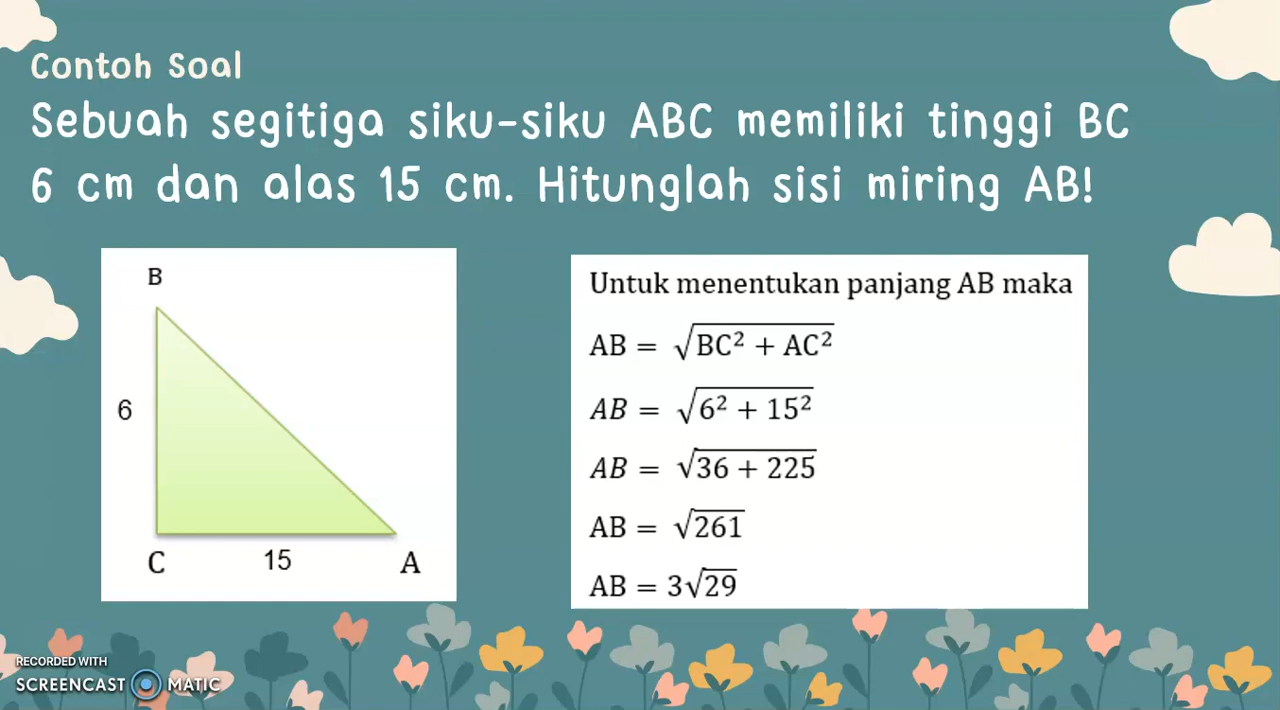 Contoh Soal
Sebuah segitiga siku-siku ABC memiliki tinggi BC
6 cm dan alas 15 cm. Hitunglah sisi miring AB!
B
6
C 15 A
Untuk menentukan panjang AB maka
AB = √BC² + AC²
AB = √6² + 15²
AB = √36 + 225
AB = √261
AB = 3√29
RECORDED WITH
SCREENCAST MATIC